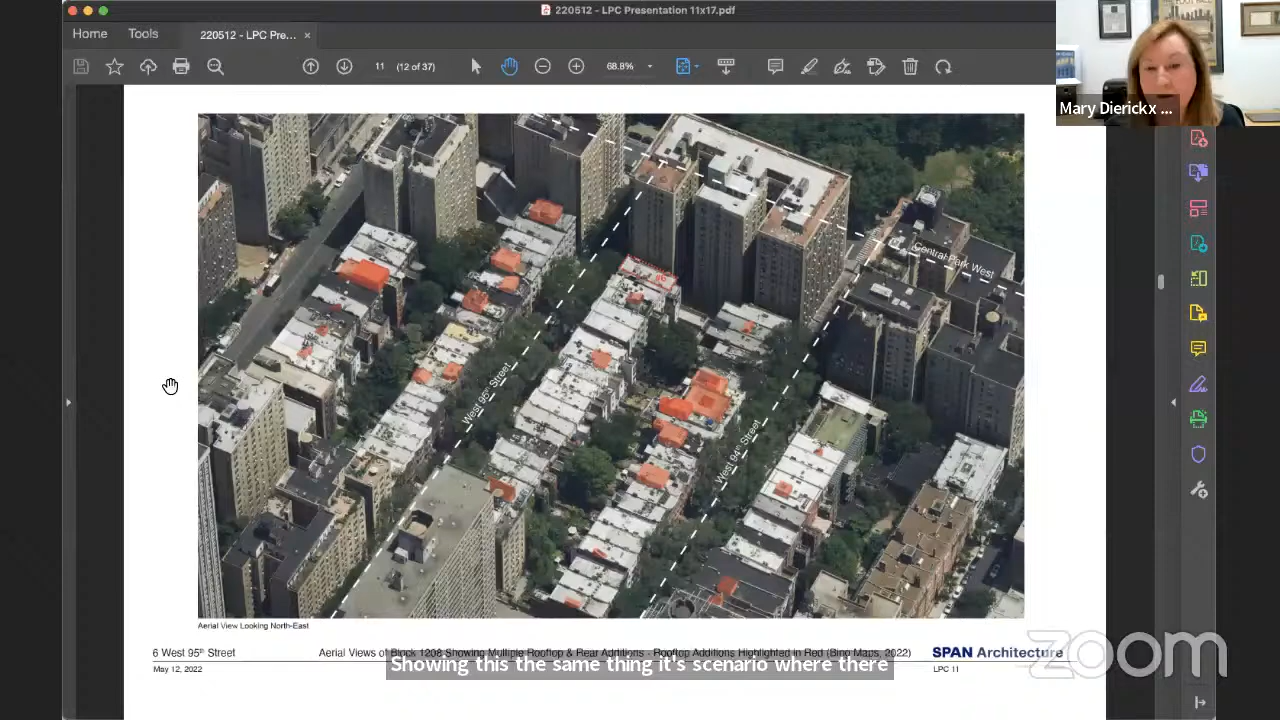 220512 - LPC Presentation 11x17.pdf
Home
Tools
220512 - LPC Pre...
×
11
(12 of 37)
68.8%
Mary Dierickx ...
Central Park West
West 95th Street
West 94th Street
Aerial View Looking North-East
6 West 95th Street
Aerial Views of Block 1208 Showing Multiple Rooftop & Rear Additions - Rooftop Additions Highlighted in Red (Bing Maps, 2022)
SPAN Architecture
May 12, 2022
LPC 11
Showing this the same thing it's scenario where there
zoom